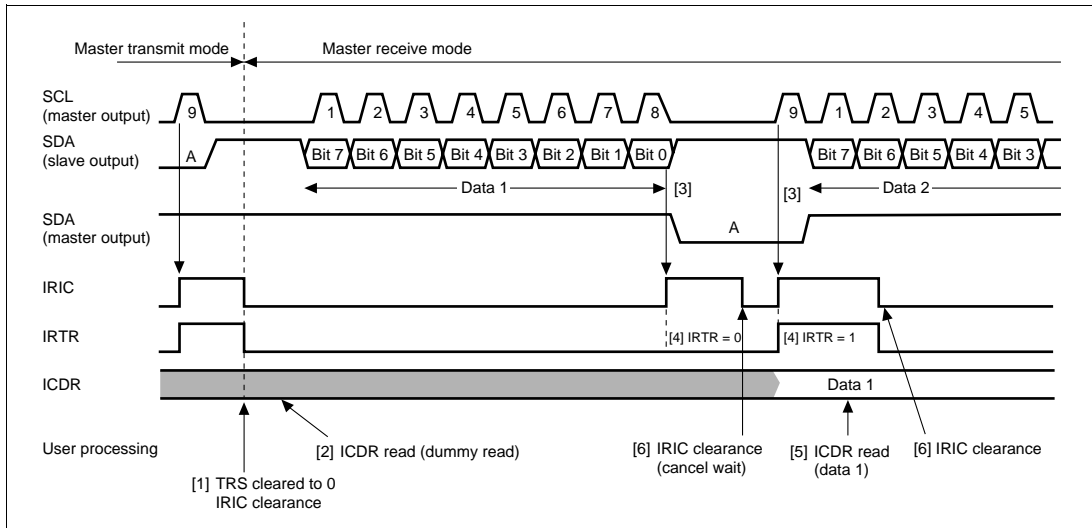 Master transmit mode Master receive mode
SCL
(master output)
9 1 2 3 4 5 6 7 8 9 1 2 3 4 5
SDA
(slave output)
A Bit 7 Bit 6 Bit 5 Bit 4 Bit 3 Bit 2 Bit 1 Bit 0 Bit 7 Bit 6 Bit 5 Bit 4 Bit 3
Data 1 [3] [3] Data 2
SDA
(master output)
A
IRIC
IRTR
[4] IRTR = 0 [4] IRTR = 1
ICDR
Data 1
User processing
[2] ICDR read (dummy read)
[6] IRIC clearance
(cancel wait)
[5] ICDR read
(data 1)
[6] IRIC clearance
[1] TRS cleared to 0
IRIC clearance